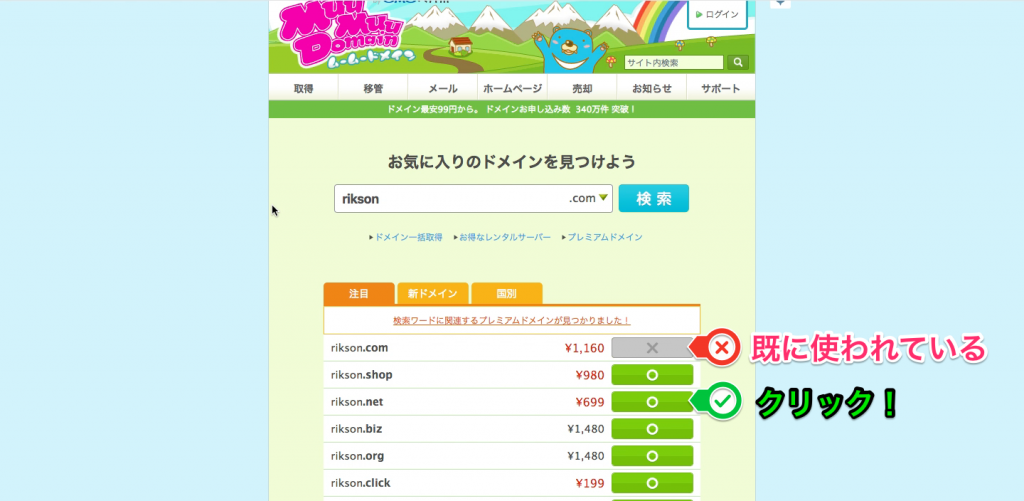 MuuMuu
Domain
ムームードメイン
ログイン
サイト内検索
取得 移管 メール ホームページ 売却 お知らせ サポート
ドメイン最安99円から。 ドメインお申し込み数 340万件 突破！
お気に入りのドメインを見つけよう
rikson .com 検索
ドメイン一括取得 お得なレンタルサーバー プレミアムドメイン
注目 新ドメイン 国別
検索ワードに関連するプレミアムドメインが見つかりました！
rikson.com ¥1,160 既に使われている
rikson.shop ¥980
rikson.net ¥699 クリック！
rikson.biz ¥1,480
rikson.org ¥1,480
rikson.click ¥199